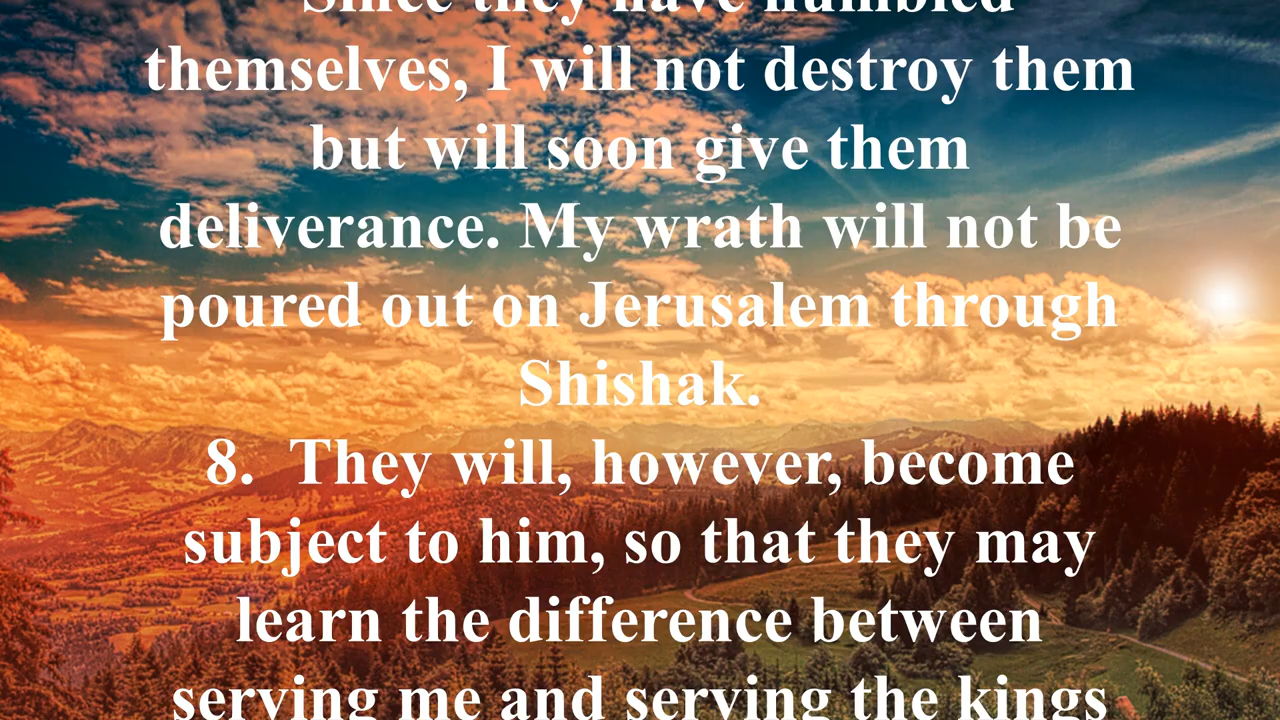 Since they have humbled
themselves, I will not destroy them
but will soon give them
deliverance. My wrath will not be
poured out on Jerusalem through
Shishak.
8. They will, however, become
subject to him, so that they may
learn the difference between
serving me and serving the kings